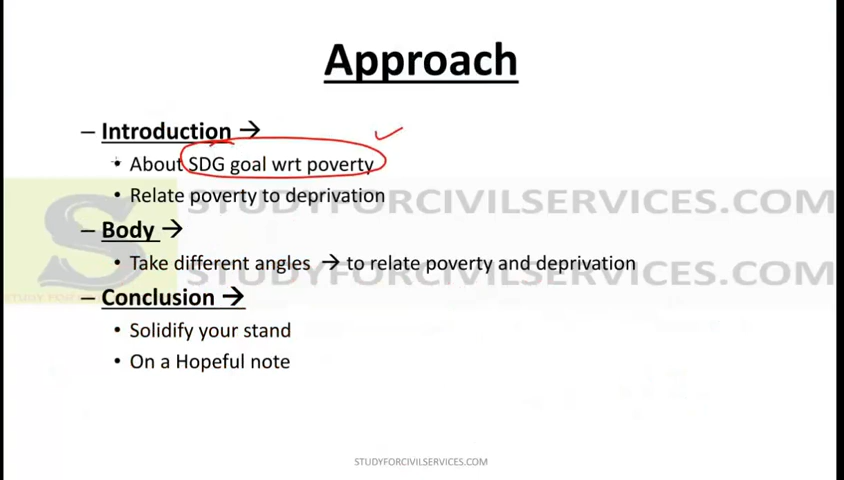 Approach
– Introduction →
• About SDG goal wrt poverty
• Relate poverty to deprivation
STUDYFORCIVILSERVICES.COM
– Body →
• Take different angles → to relate poverty and deprivation
STUDYFORCIVILSERVICES.COM
– Conclusion →
• Solidify your stand
• On a Hopeful note
STUDYFORCIVILSERVICES.COM